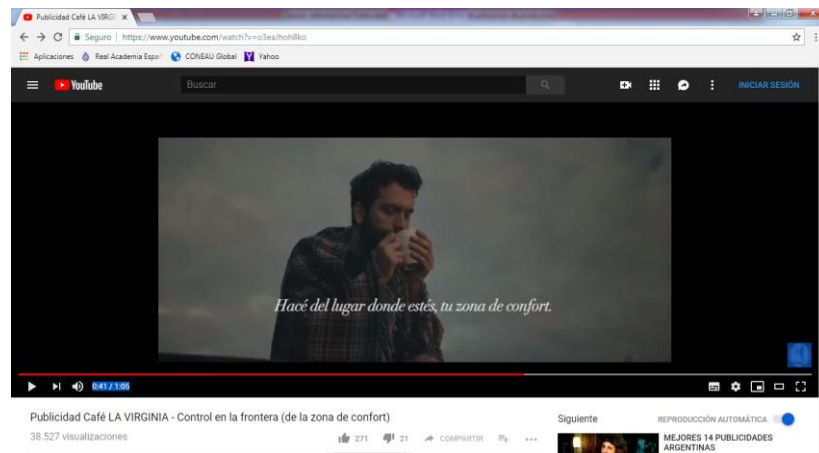 Publicidad Café LA VIRG
Seguro | https://www.youtube.com/watch?v=o3eaJhoh8ko
Aplicaciones Real Academia Españ CONEAU Global Yahoo
YouTube Buscar INICIAR SESIÓN
Hacé del lugar donde estés, tu zona de confort.
0:41 / 1:05
Publicidad Café LA VIRGINIA - Control en la frontera (de la zona de confort)
38.527 visualizaciones
271 21 COMPARTIR
Siguiente REPRODUCCIÓN AUTOMÁTICA
MEJORES 14 PUBLICIDADES
ARGENTINAS